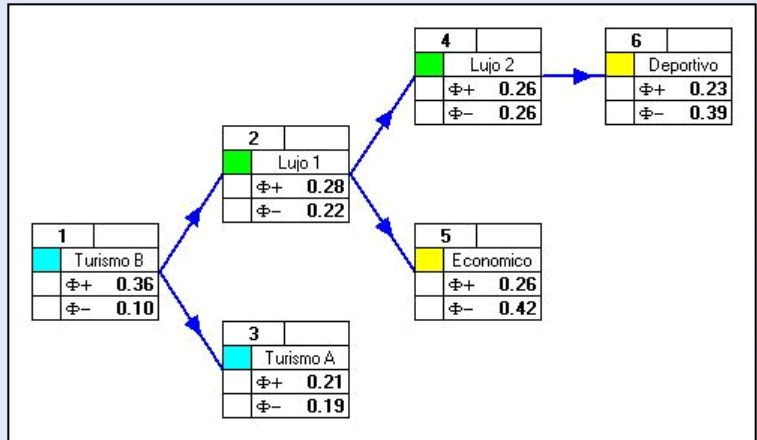 1
Turismo B
Φ+ 0.36
Φ− 0.10
2
Lujo 1
Φ+ 0.28
Φ− 0.22
3
Turismo A
Φ+ 0.21
Φ− 0.19
4
Lujo 2
Φ+ 0.26
Φ− 0.26
5
Economico
Φ+ 0.26
Φ− 0.42
6
Deportivo
Φ+ 0.23
Φ− 0.39